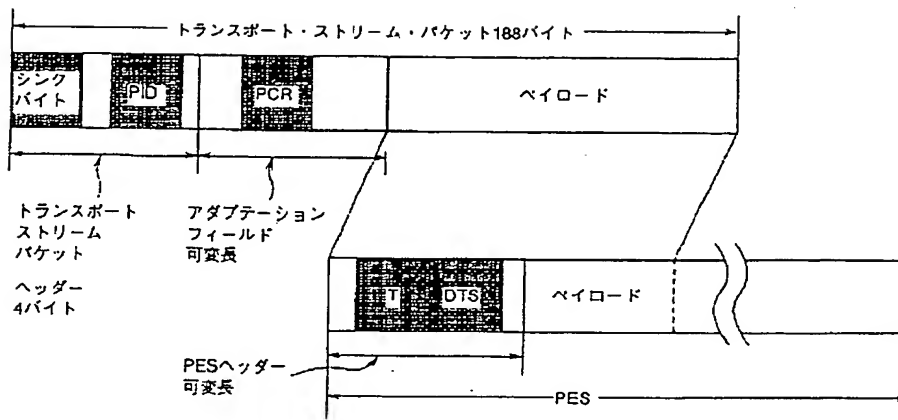 トランスポート・ストリーム・パケット188バイト
シンク
バイト
PID
PCR
ペイロード
トランスポート
ストリーム
パケット
ヘッダー
4バイト
アダプテーション
フィールド
可変長
T
DTS
ペイロード
PESヘッダー
可変長
PES